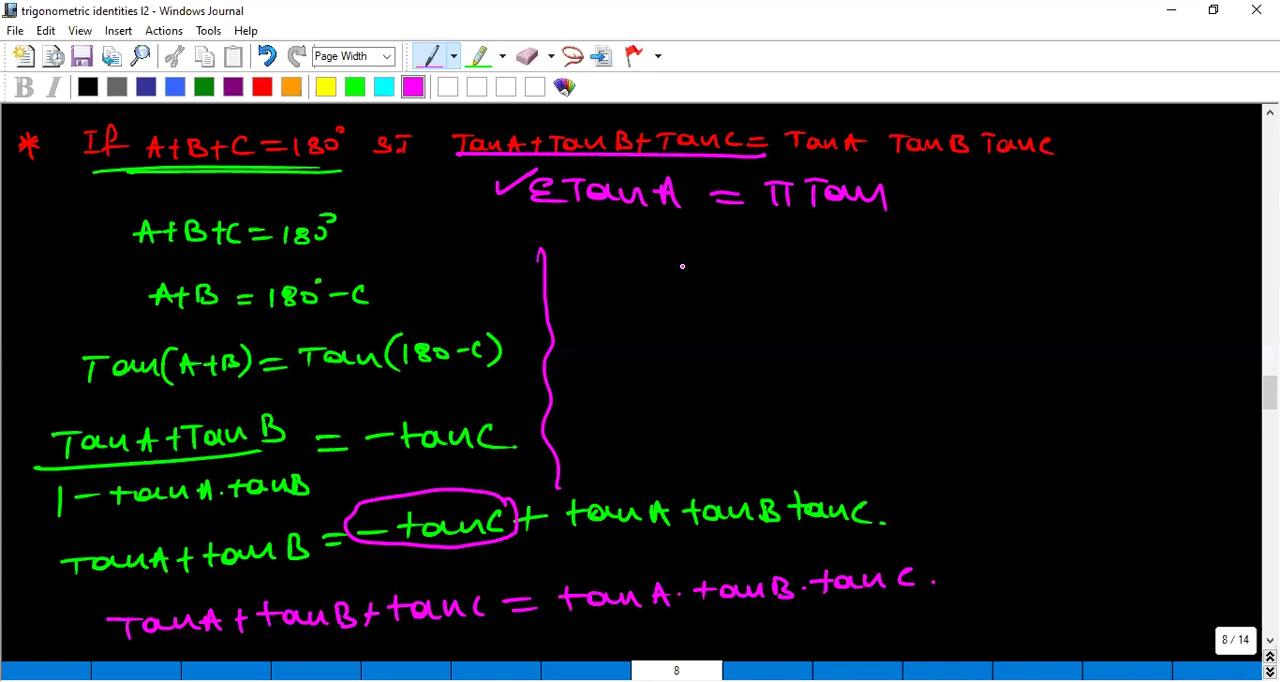 trigonometric identities l2 - Windows Journal
File Edit View Insert Actions Tools Help
Page Width
B I
* If A+B+C=180° S.T TanA+TanB+TanC= TanA TanB TanC
✓ΣTanA = πTan
A+B+C=180°
A+B = 180°-C
Tan(A+B)=Tan(180-C)
TanA+TanB = -tanC
1-tanA.tanB
TanA+tanB = -tanC + tanA tanB tanC.
TanA+tanB+tanC = tanA.tanB.tanC.
8 / 14
8